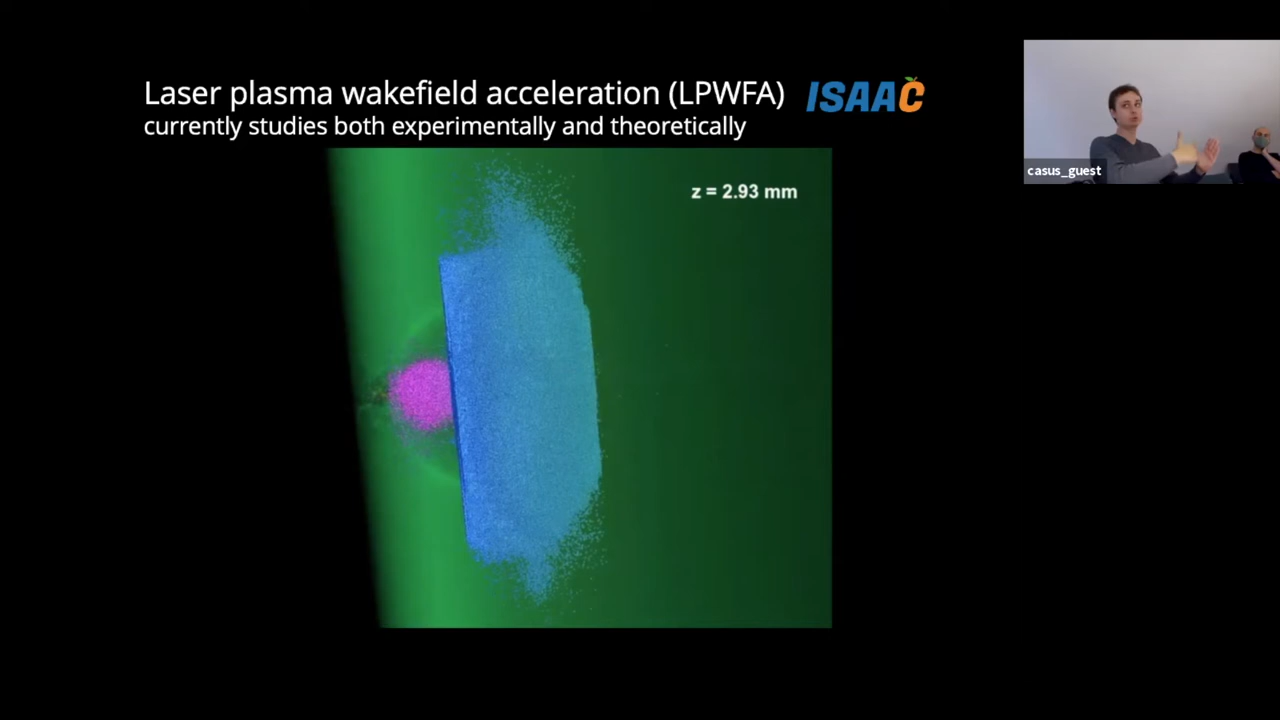 Laser plasma wakefield acceleration (LPWFA)
ISAAC
currently studies both experimentally and theoretically
z = 2.93 mm
casus_guest